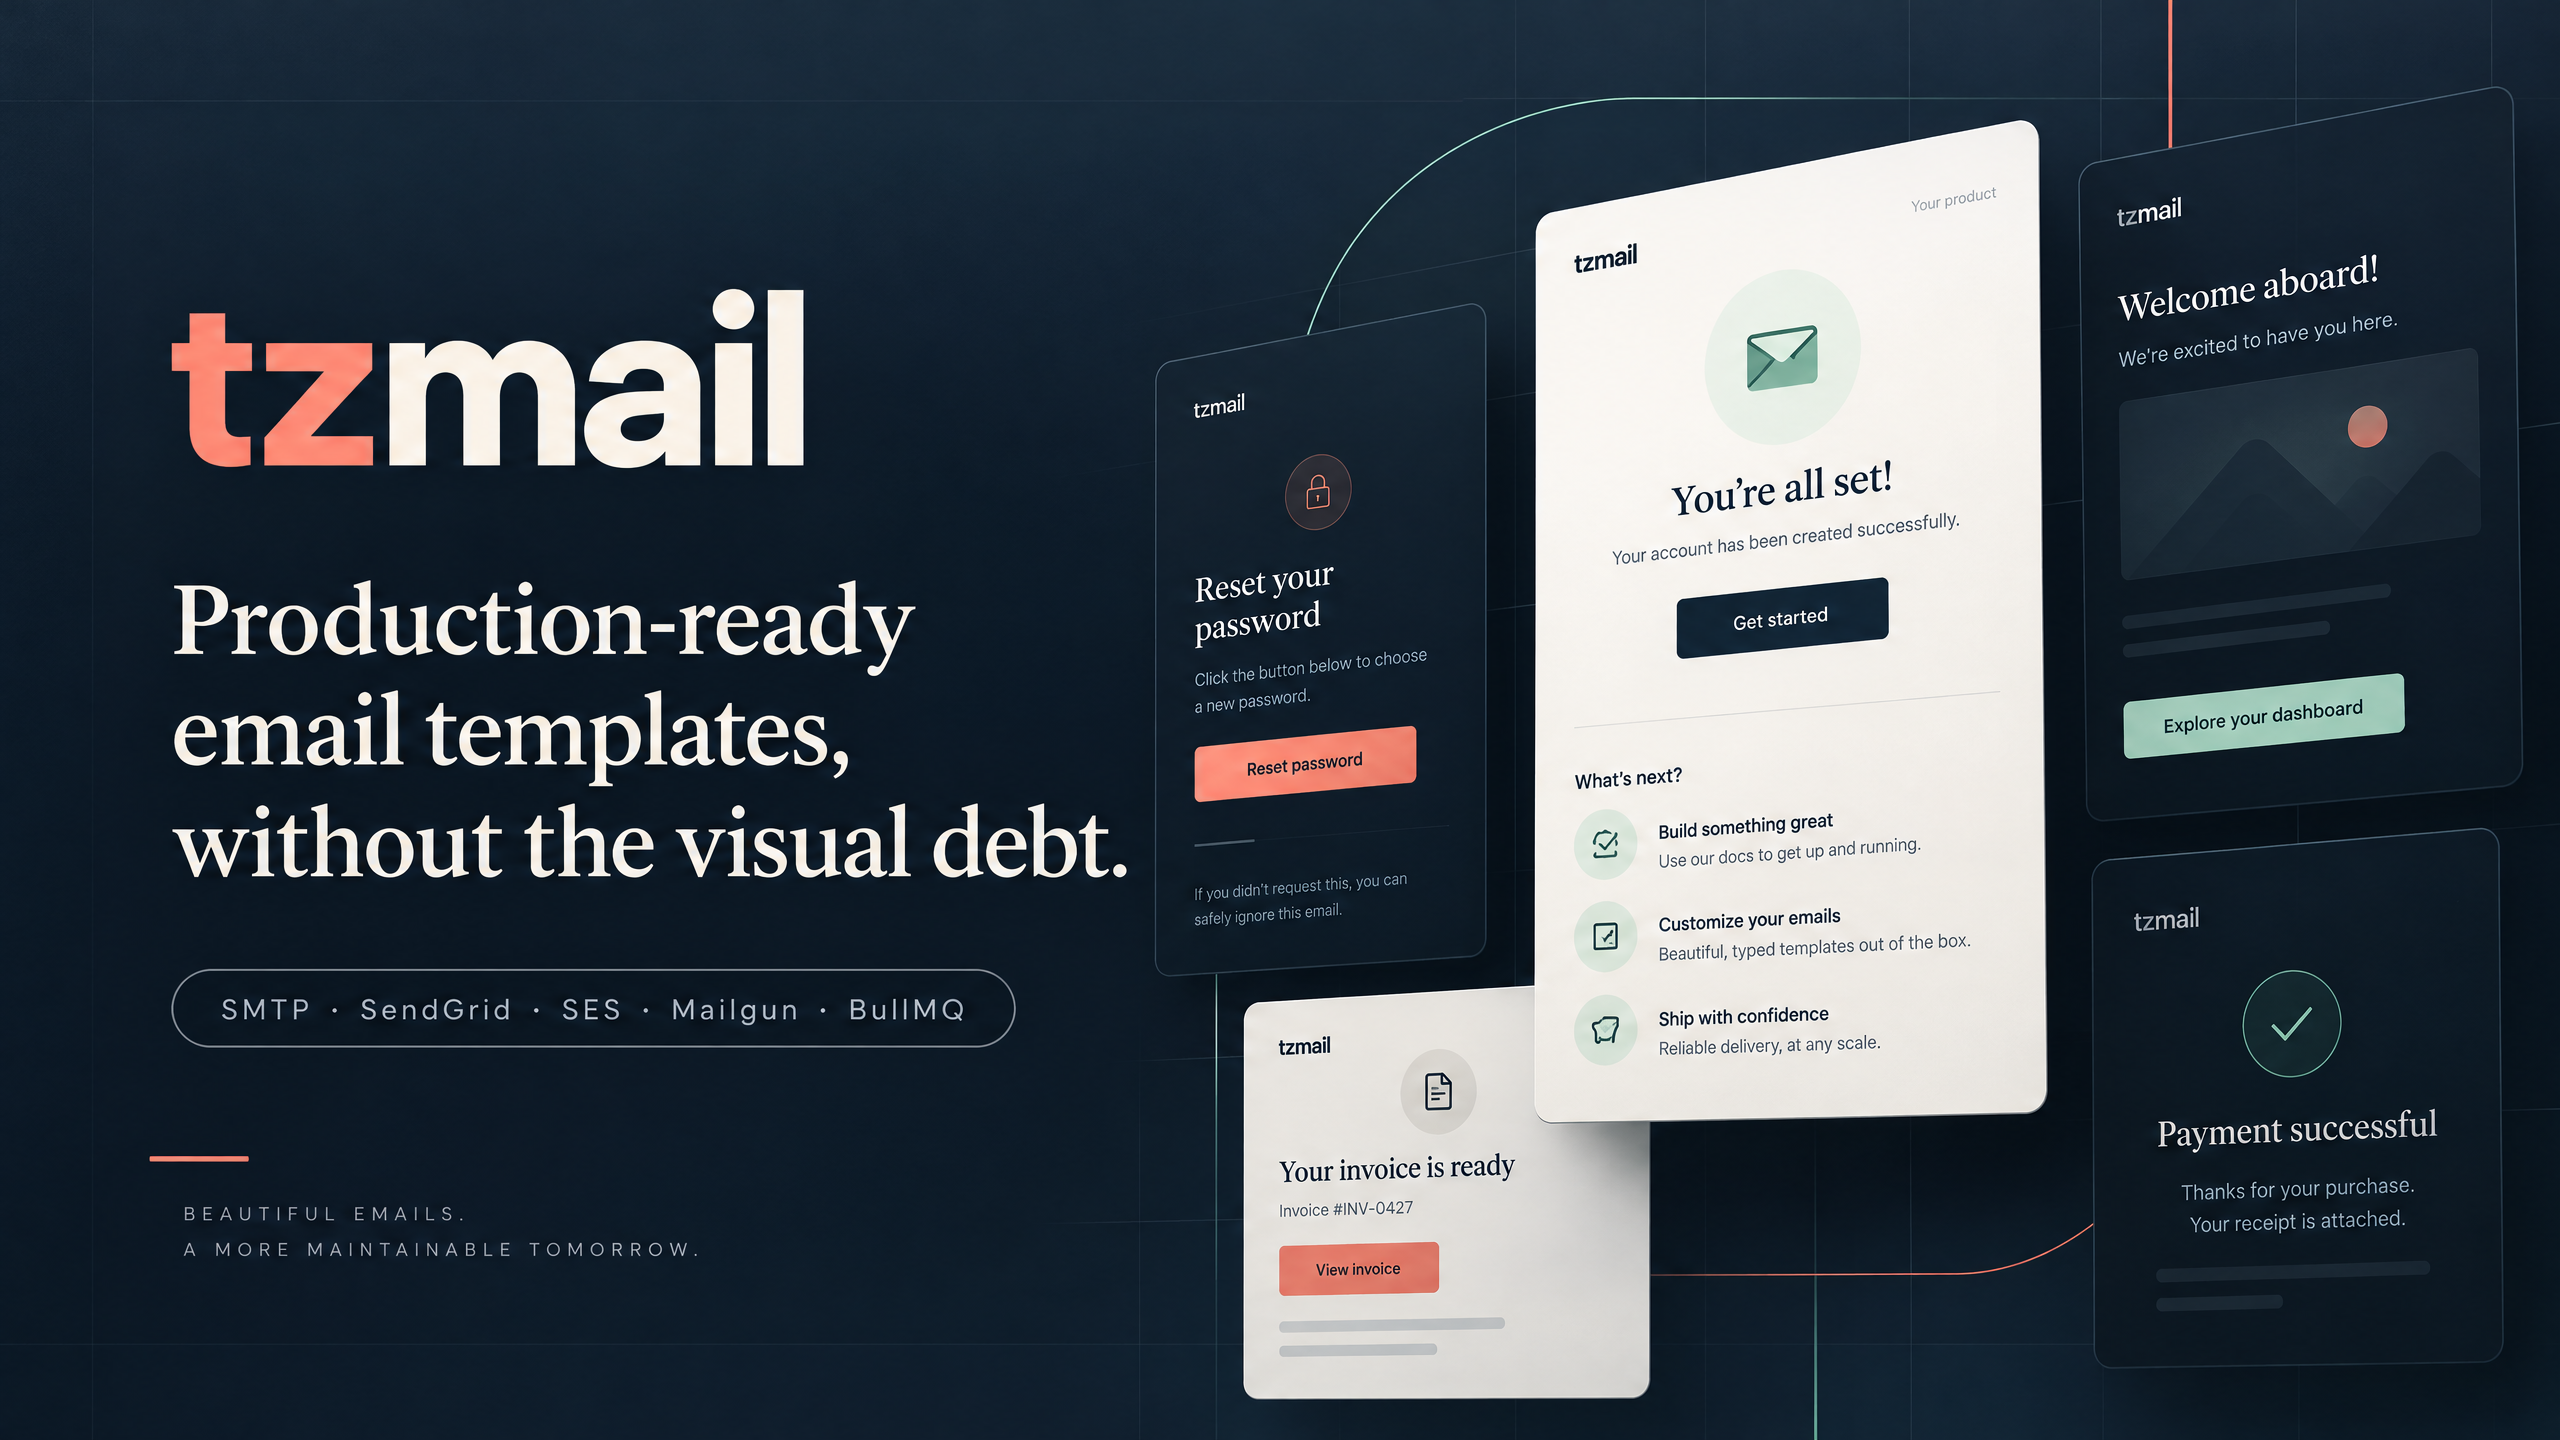 tzmail
Production-ready
email templates,
without the visual debt.
SMTP · SendGrid · SES · Mailgun · BullMQ
BEAUTIFUL EMAILS.
A MORE MAINTAINABLE TOMORROW.
tzmail
Reset your
password
Click the button below to choose
a new password.
Reset password
If you didn't request this, you can
safely ignore this email.
tzmail
Your invoice is ready
Invoice #INV-0427
View invoice
Your product
tzmail
You're all set!
Your account has been created successfully.
Get started
What's next?
Build something great
Use our docs to get up and running.
Customize your emails
Beautiful, typed templates out of the box.
Ship with confidence
Reliable delivery, at any scale.
tzmail
Welcome aboard!
We're excited to have you here.
Explore your dashboard
tzmail
Payment successful
Thanks for your purchase.
Your receipt is attached.